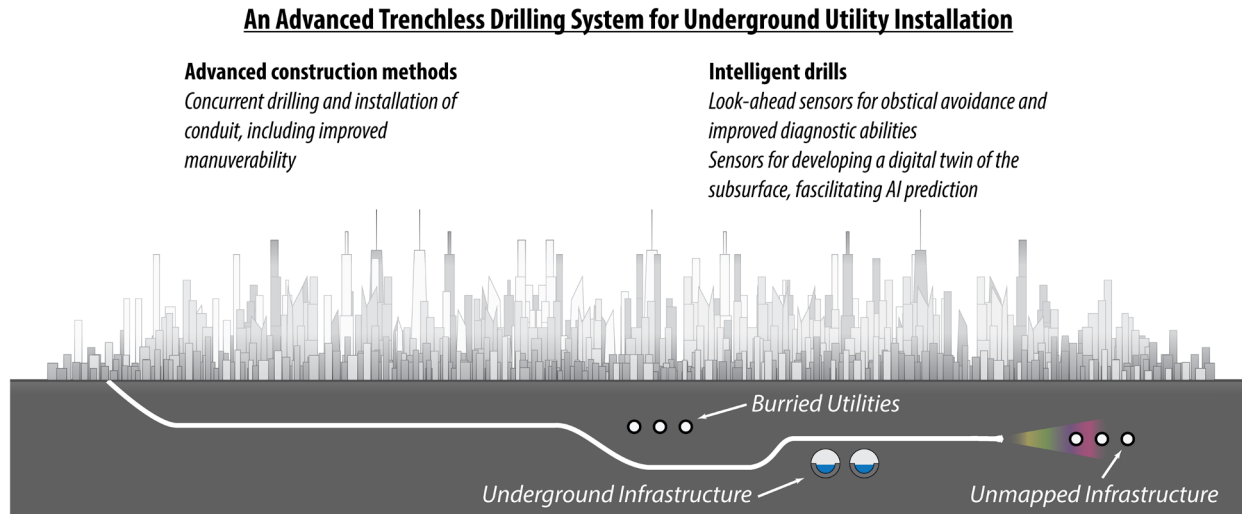 An Advanced Trenchless Drilling System for Underground Utility Installation
Advanced construction methods
Concurrent drilling and installation of
conduit, including improved
manuverability
Intelligent drills
Look-ahead sensors for obstical avoidance and
improved diagnostic abilities
Sensors for developing a digital twin of the
subsurface, fascilitating AI prediction
Burried Utilities
Underground Infrastructure
Unmapped Infrastructure